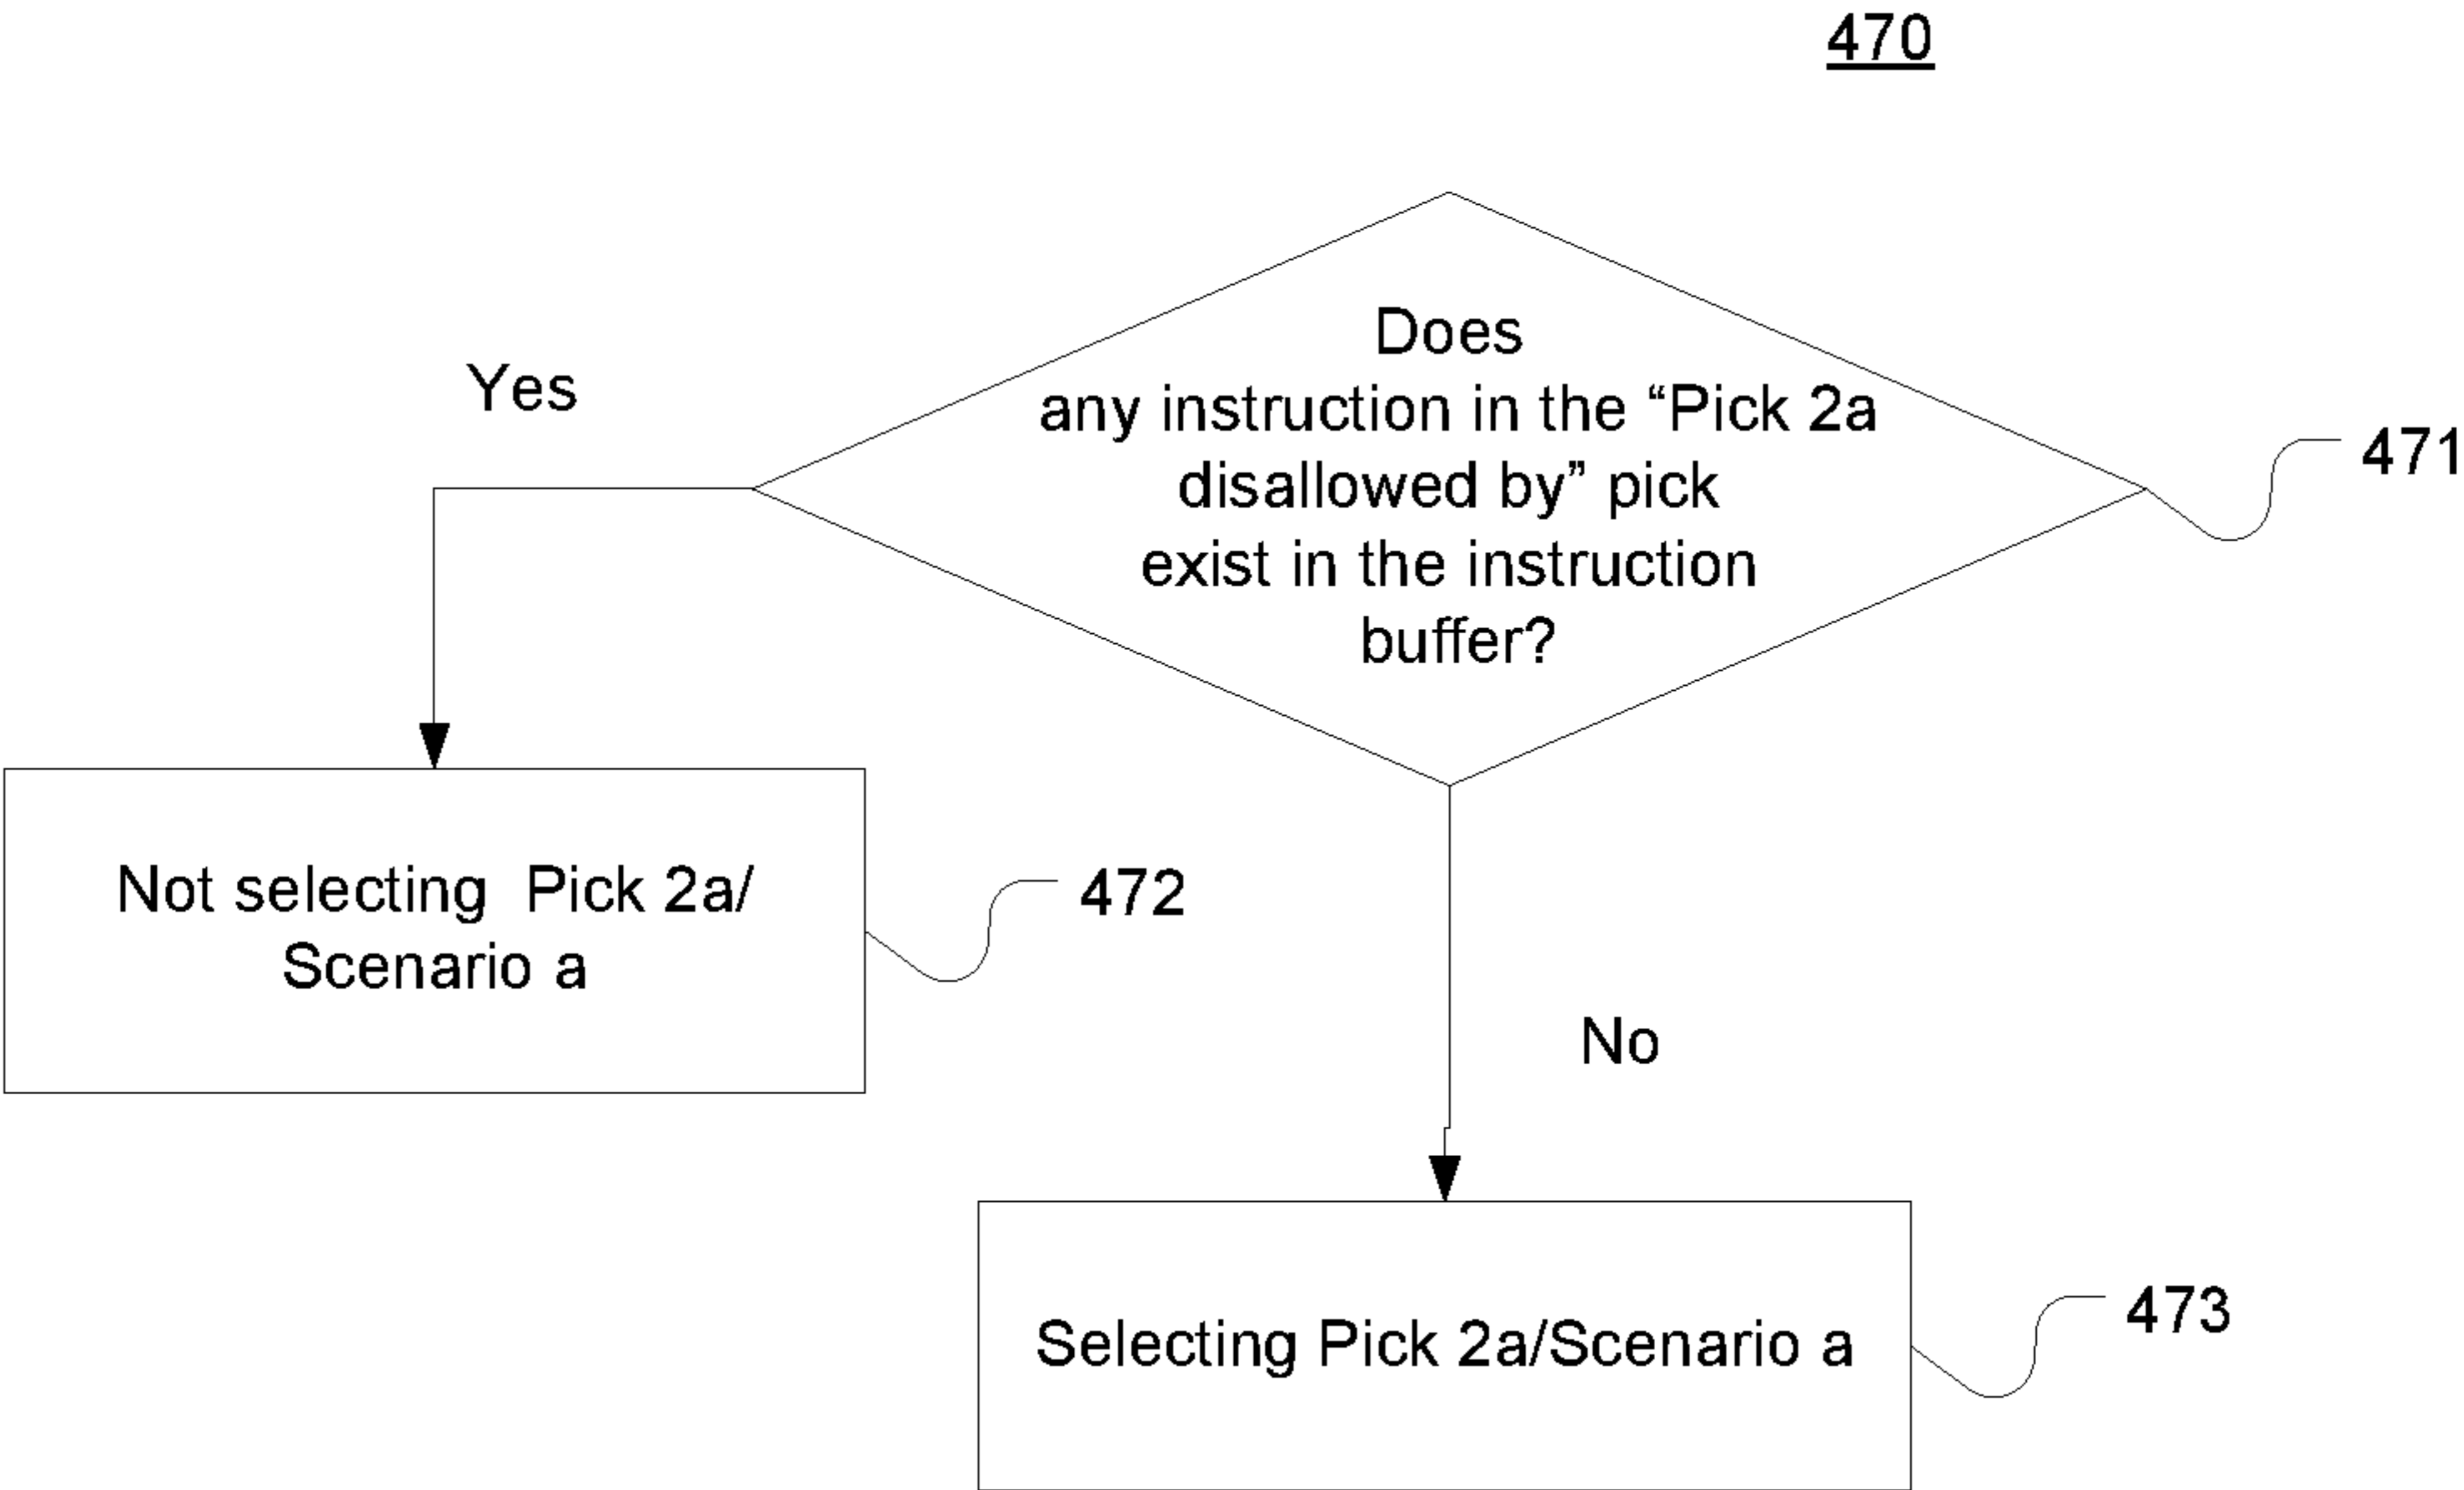 470
Does
any instruction in the “Pick 2a
disallowed by” pick
exist in the instruction
buffer?
471
Yes
Not selecting Pick 2a/
Scenario a
472
No
Selecting Pick 2a/Scenario a
473